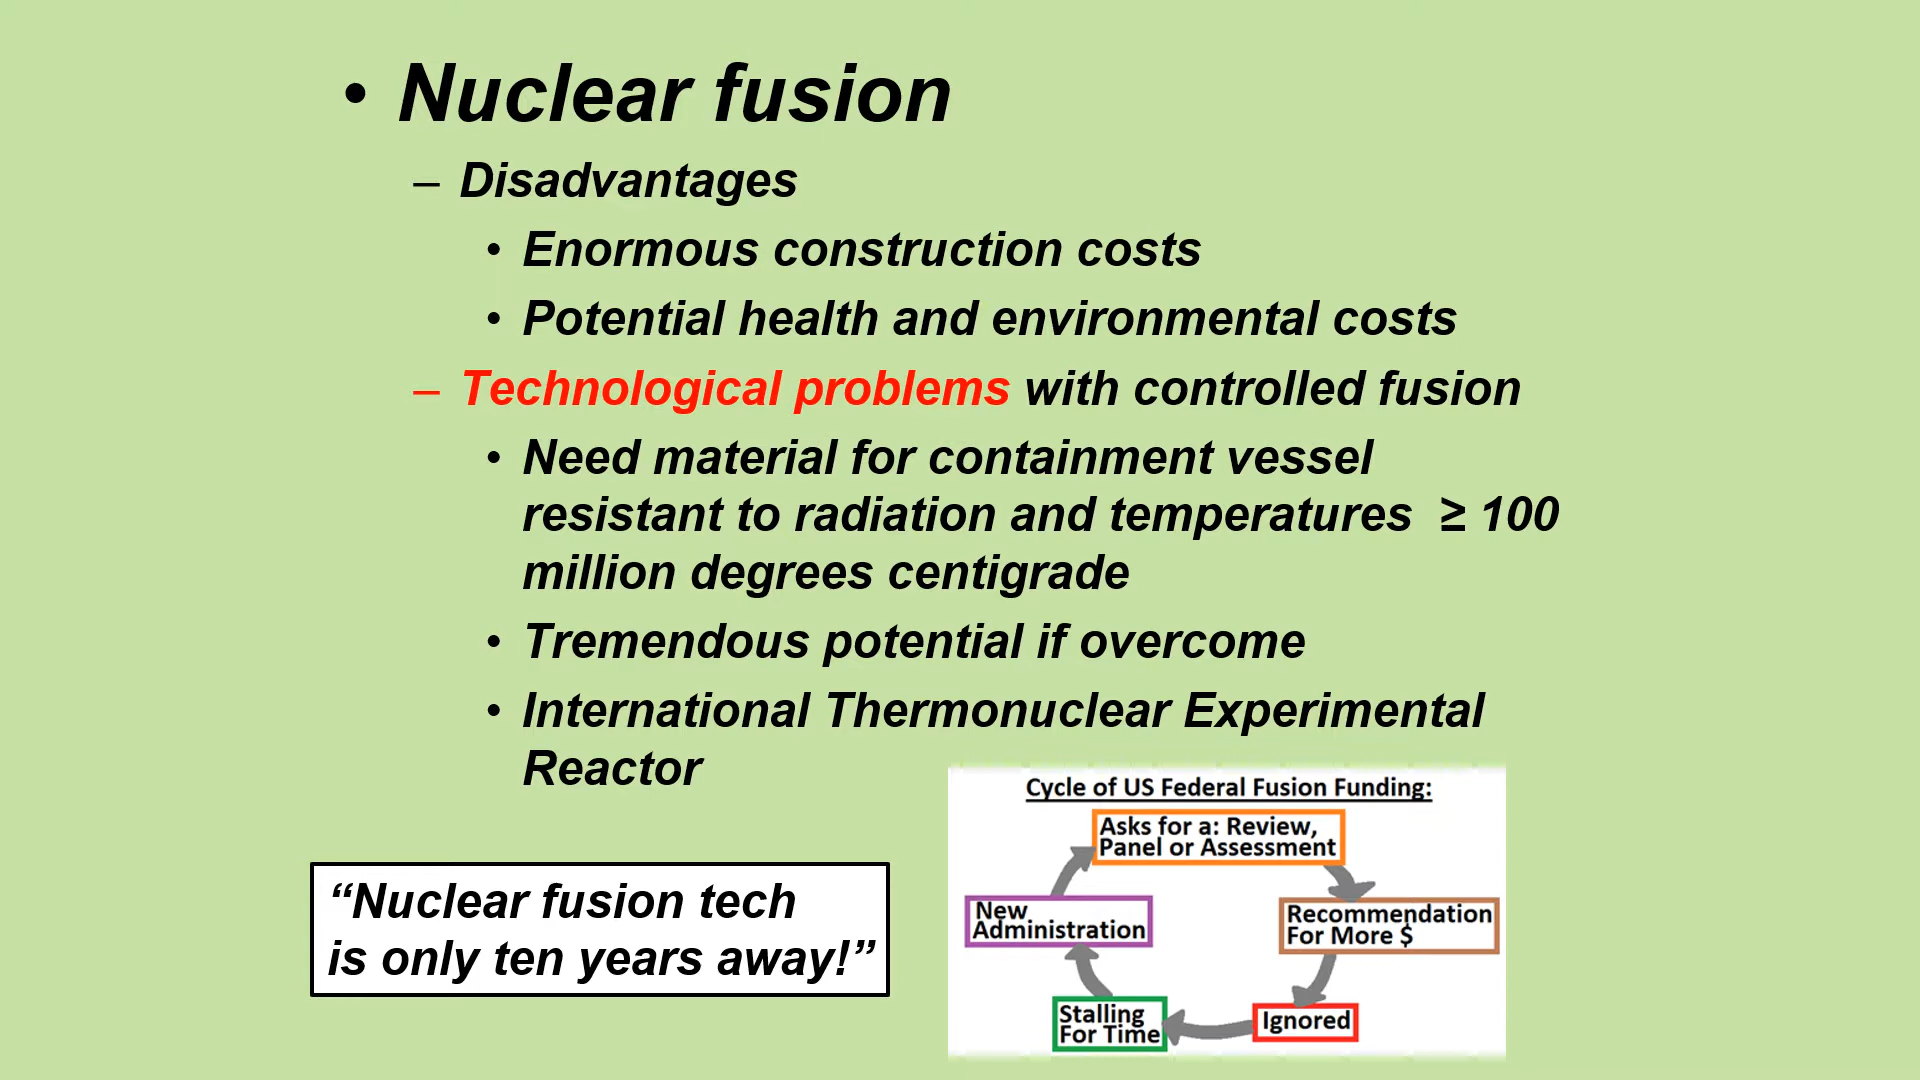 • Nuclear fusion
– Disadvantages
• Enormous construction costs
• Potential health and environmental costs
– Technological problems with controlled fusion
• Need material for containment vessel
resistant to radiation and temperatures ≥ 100
million degrees centigrade
• Tremendous potential if overcome
• International Thermonuclear Experimental
Reactor
“Nuclear fusion tech
is only ten years away!”
Cycle of US Federal Fusion Funding:
Asks for a: Review,
Panel or Assessment
Recommendation
For More $
Ignored
Stalling
For Time
New
Administration